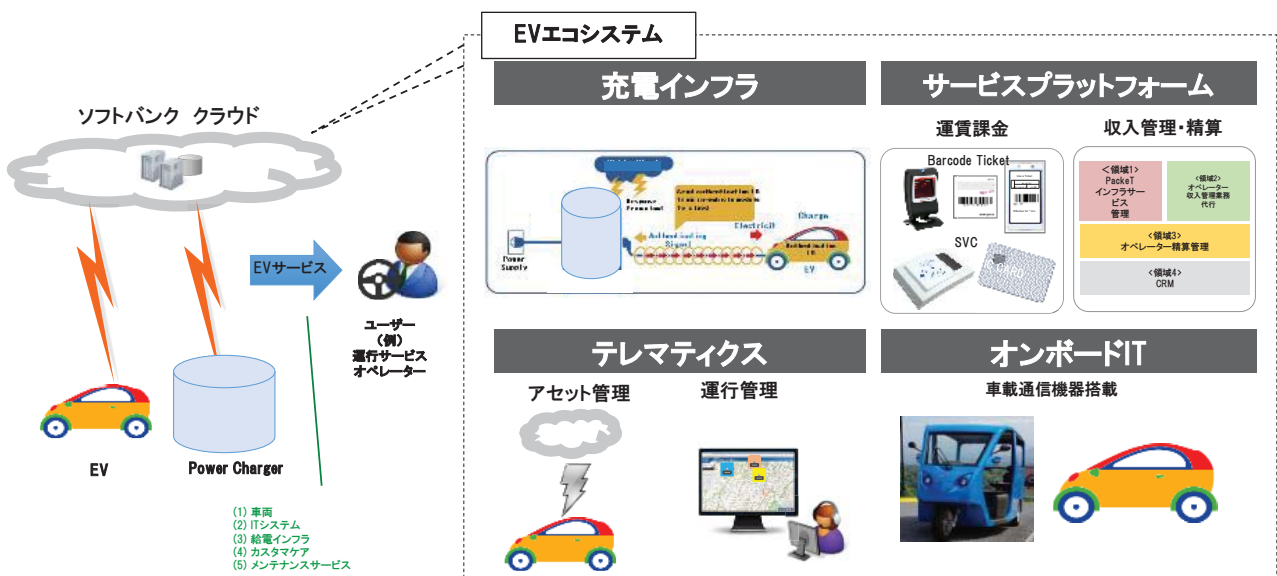 EVエコシステム
ソフトバンク クラウド
EVサービス
ユーザー
(例)
運行サービス
オペレーター
EV
Power Charger
(1) 車両
(2) ITシステム
(3) 給電インフラ
(4) カスタマケア
(5) メンテナンスサービス
充電インフラ
Response
Charge
Electricit
Authenticating
Signal
Power
Supply
EV
サービスプラットフォーム
運賃課金
Barcode Ticket
SVC
CARD
収入管理・精算
<領域1>
PackeT
インフラサー
ビス
管理
<領域2>
オペレーター
収入管理業務
代行
<領域3>
オペレーター精算管理
<領域4>
CRM
テレマティクス
アセット管理
運行管理
オンボードIT
車載通信機器搭載